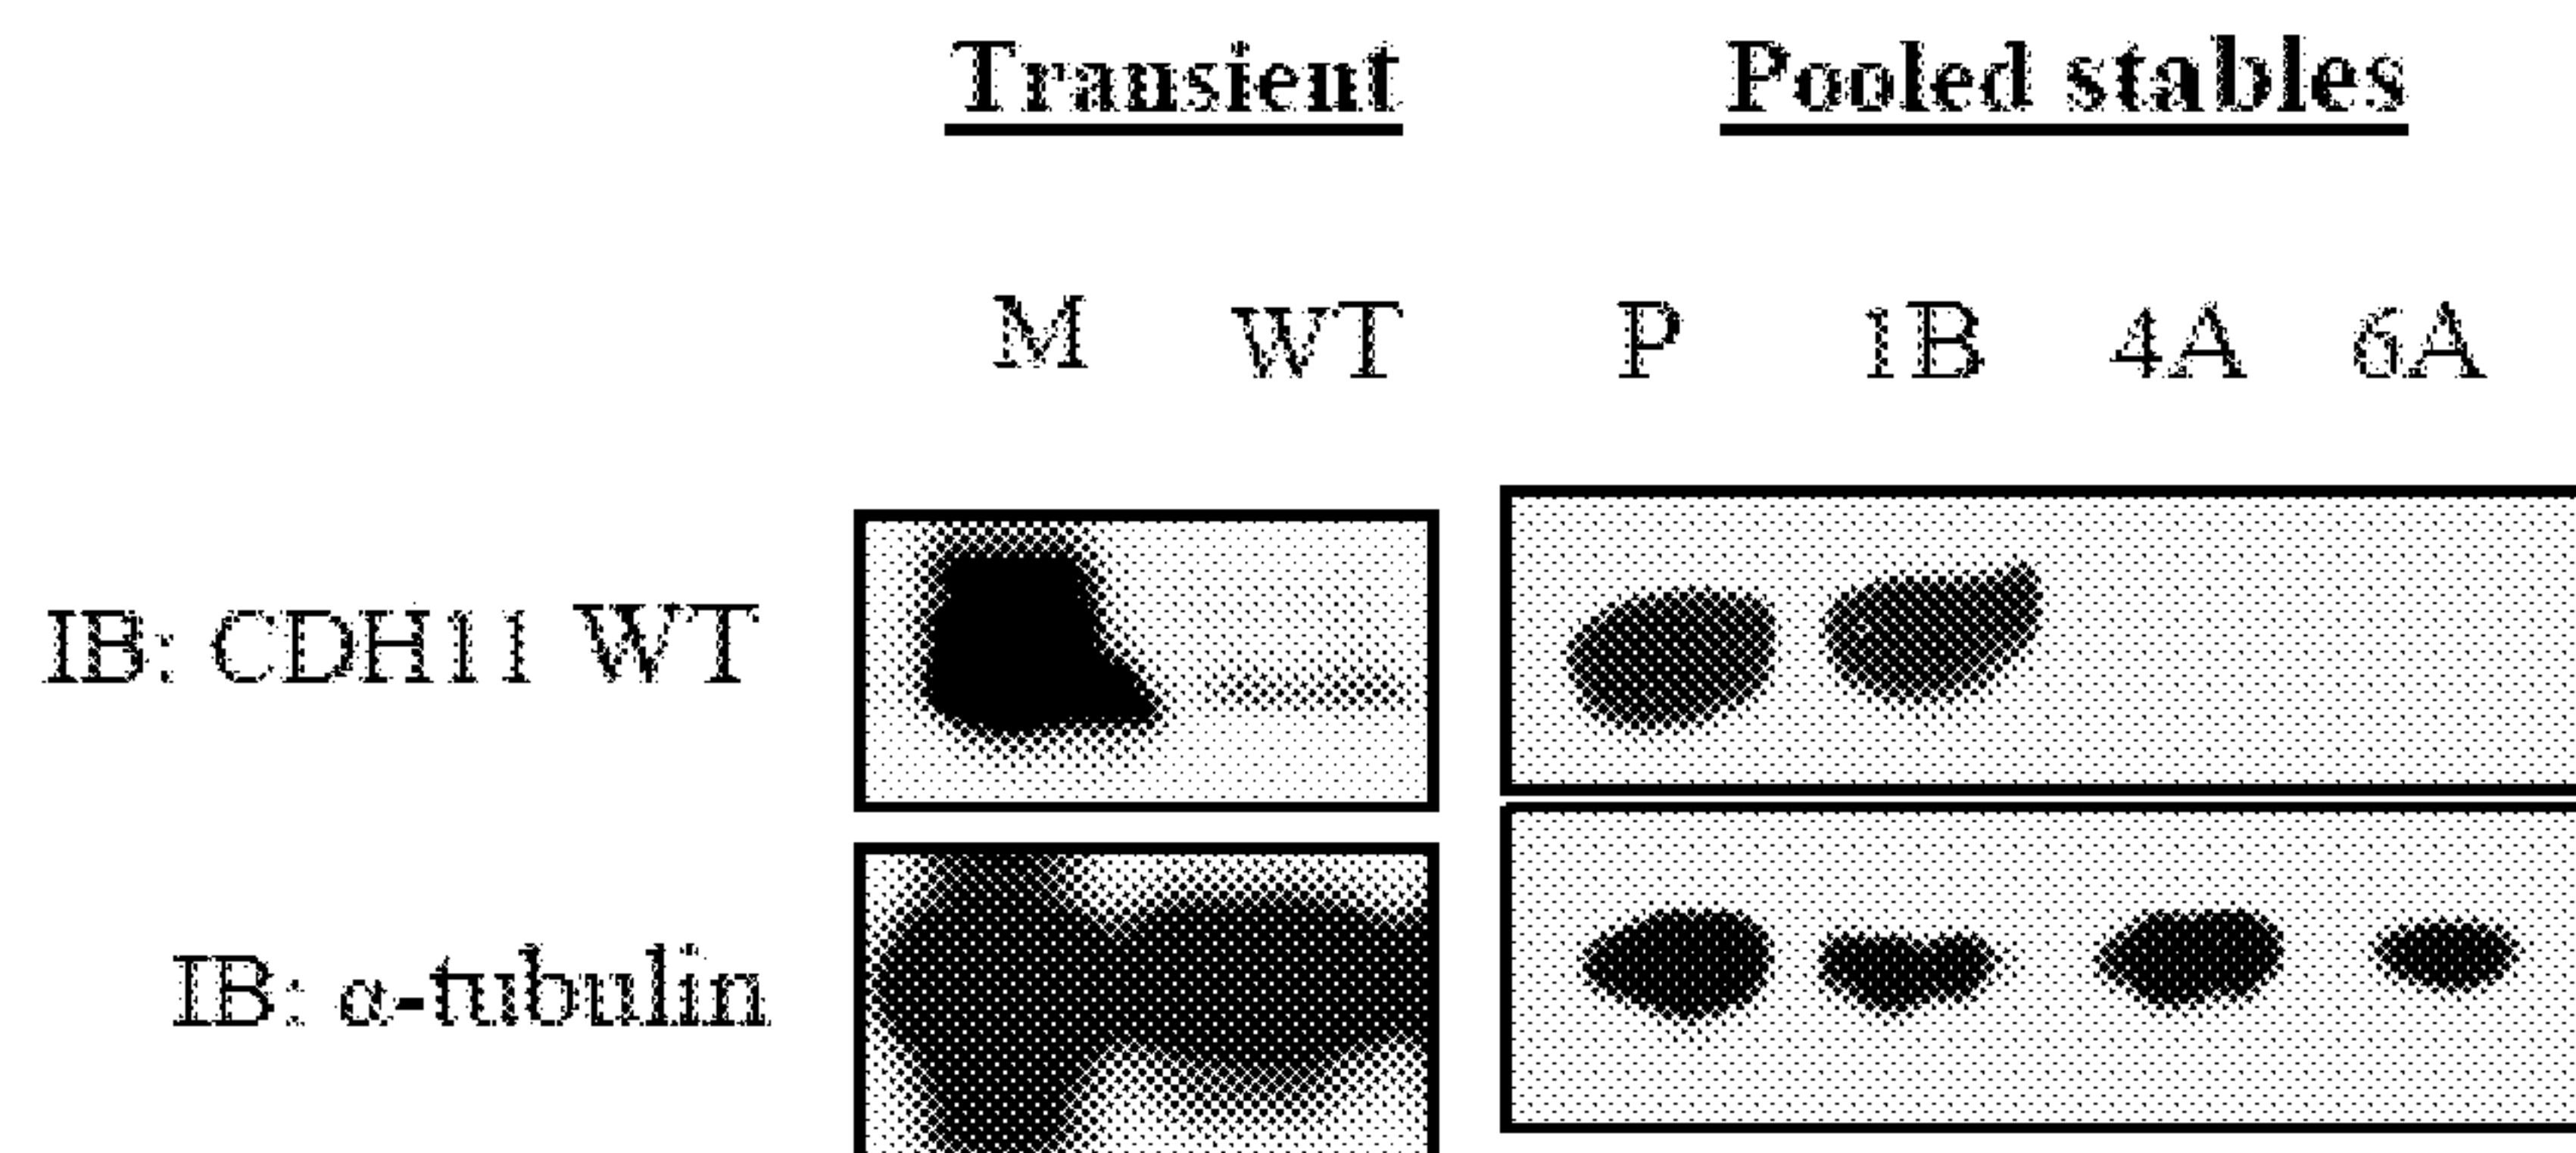 Transient Pooled stables
M WT P 1B 4A 6A
IB: CDH11 WT
IB: α-tubulin